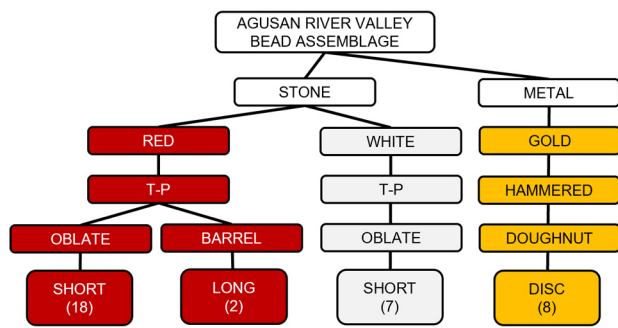 AGUSAN RIVER VALLEY
BEAD ASSEMBLAGE
STONE
METAL
RED
WHITE
GOLD
T-P
T-P
HAMMERED
OBLATE
BARREL
OBLATE
DOUGHNUT
SHORT
(18)
LONG
(2)
SHORT
(7)
DISC
(8)